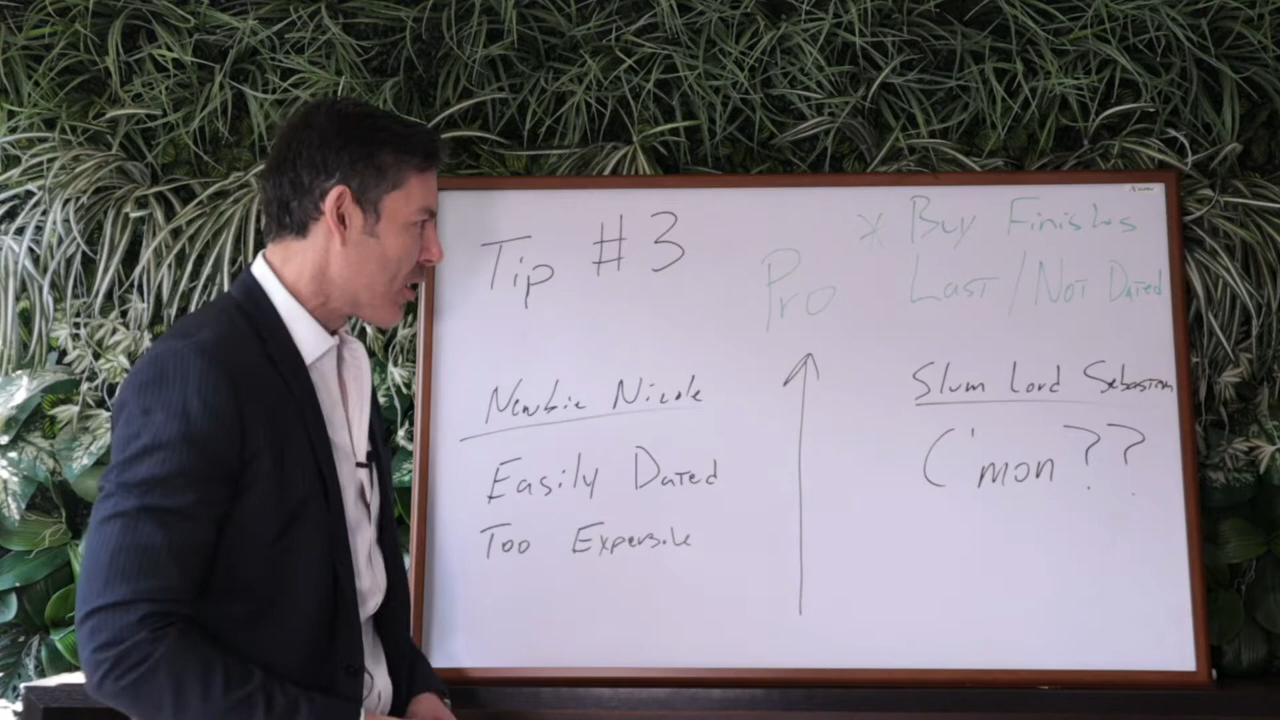 Tip #3
Pro
* Buy Finishes
Last / Not Dated
Newbie Nicole
Easily Dated
Too Expensive
Slum Lord Sebastian
C'mon??